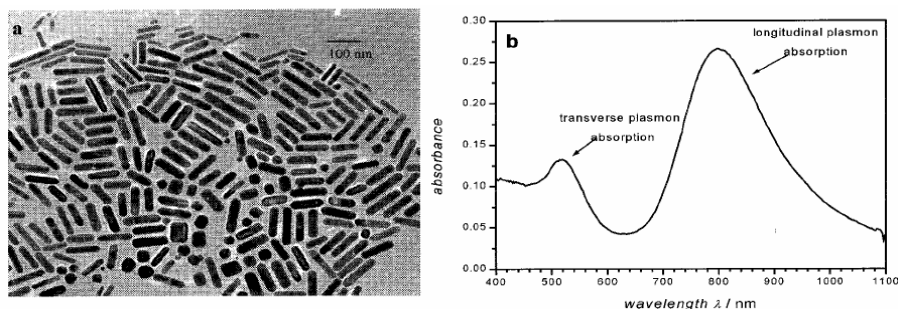 a
100 nm
b
0.30
0.25
0.20
0.15
0.10
0.05
0.00
absorbance
longitudinal plasmon
absorption
transverse plasmon
absorption
400 500 600 700 800 900 1000 1100
wavelength λ / nm